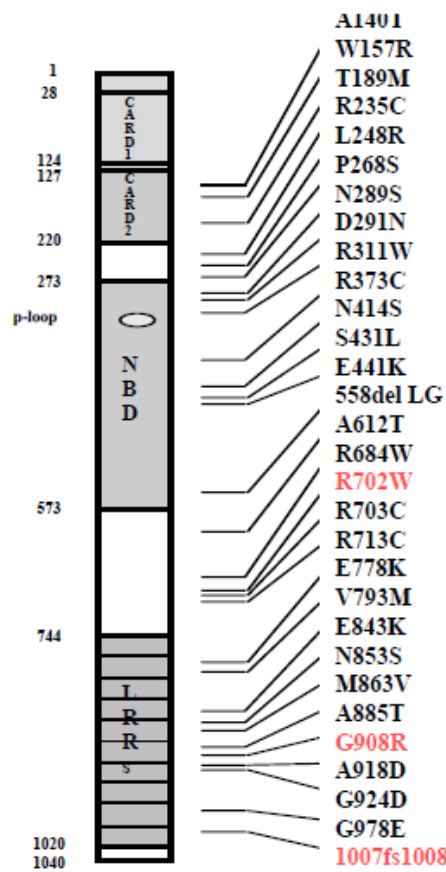 1
28
124
127
220
273
p-loop
573
744
1020
1040
CARD1
CARD2
NBD
LRRs
A140T
W157R
T189M
R235C
L248R
P268S
N289S
D291N
R311W
R373C
N414S
S431L
E441K
558del LG
A612T
R684W
R702W
R703C
R713C
E778K
V793M
E843K
N853S
M863V
A885T
G908R
A918D
G924D
G978E
1007fs1008